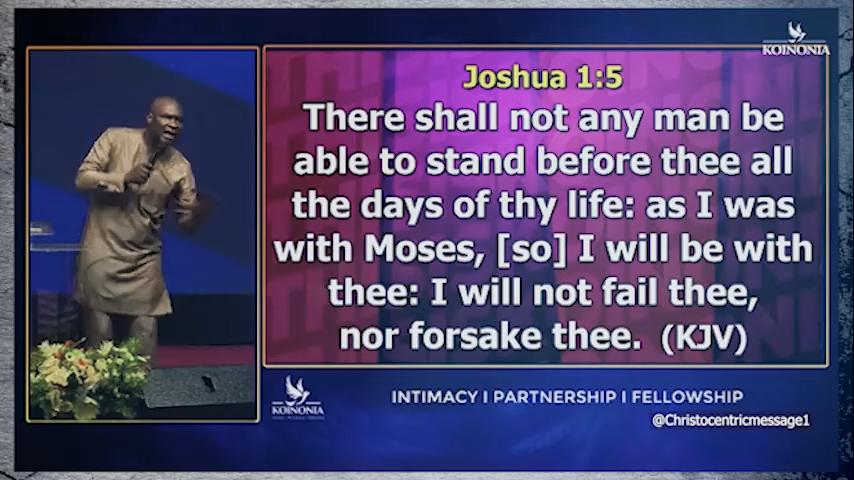 KOINONIA
Joshua 1:5
There shall not any man be
able to stand before thee all
the days of thy life: as I was
with Moses, [so] I will be with
thee: I will not fail thee,
nor forsake thee. (KJV)
KOINONIA
INTIMACY I PARTNERSHIP I FELLOWSHIP
@Christocentricmessage1